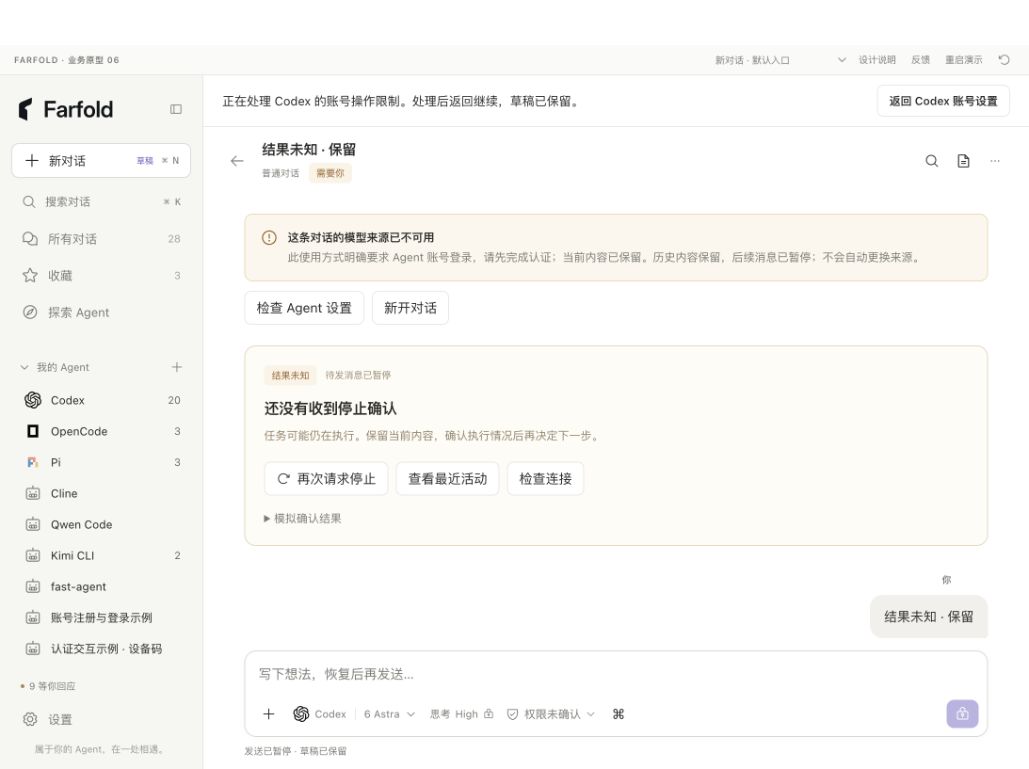 FARFOLD · 业务原型 06
新对话 · 默认入口
设计说明
反馈
重启演示
Farfold
新对话
草稿
⌘ N
搜索对话
⌘ K
所有对话
28
收藏
3
探索 Agent
我的 Agent
Codex
20
OpenCode
3
Pi
3
Cline
Qwen Code
Kimi CLI
2
fast-agent
账号注册与登录示例
认证交互示例 · 设备码
9 等你回应
设置
属于你的 Agent，在一处相遇。
正在处理 Codex 的账号操作限制。处理后返回继续，草稿已保留。
返回 Codex 账号设置
结果未知 · 保留
普通对话
需要你
这条对话的模型来源已不可用
此使用方式明确要求 Agent 账号登录，请先完成认证；当前内容已保留。历史内容保留，后续消息已暂停；不会自动更换来源。
检查 Agent 设置
新开对话
结果未知
待发消息已暂停
还没有收到停止确认
任务可能仍在执行。保留当前内容，确认执行情况后再决定下一步。
再次请求停止
查看最近活动
检查连接
模拟确认结果
你
结果未知 · 保留
写下想法，恢复后再发送...
Codex
6 Astra
思考 High
权限未确认
⌘
发送已暂停 · 草稿已保留